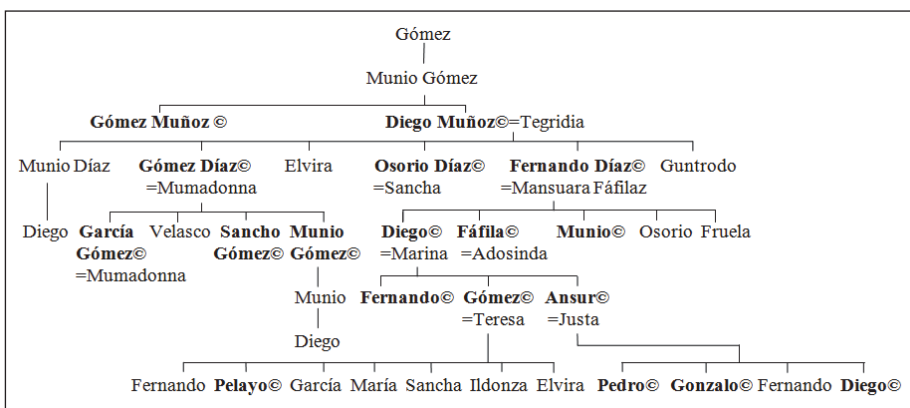 Gómez
Munio Gómez
Gómez Muñoz © Diego Muñoz©=Tegridia
Munio Díaz Gómez Díaz© Elvira Osorio Díaz© Fernando Díaz© Guntrodo
=Mumadonna =Sancha =Mansuara Fáfilaz
Diego García Velasco Sancho Munio Diego© Fáfila© Munio© Osorio Fruela
Gómez© Gómez© Gómez© =Marina =Adosinda
=Mumadonna
Munio Fernando© Gómez© Ansur©
=Teresa =Justa
Diego
Fernando Pelayo© García María Sancha Ildonza Elvira Pedro© Gonzalo© Fernando Diego©